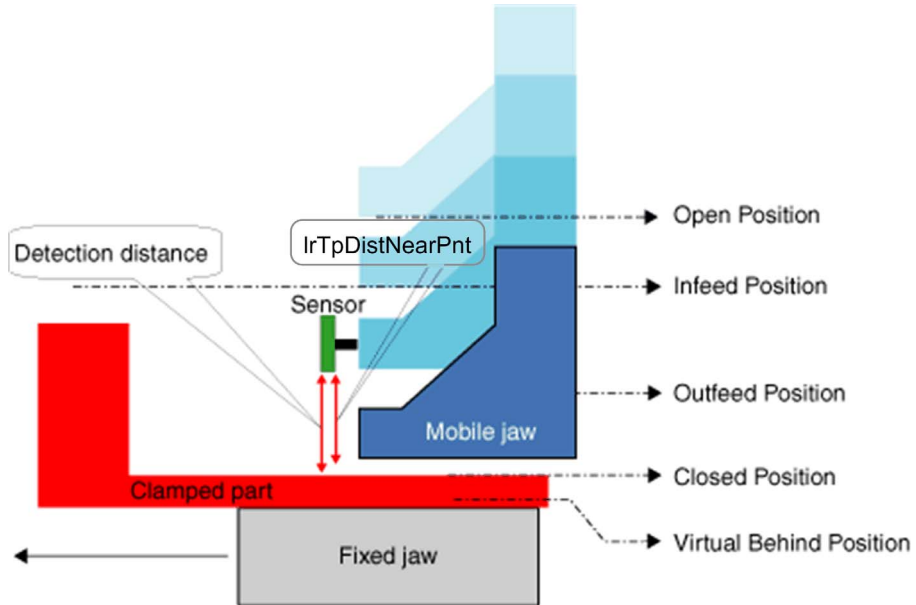 Open Position
lrTpDistNearPnt
Detection distance
Infeed Position
Sensor
Outfeed Position
Mobile jaw
Closed Position
Clamped part
Virtual Behind Position
Fixed jaw